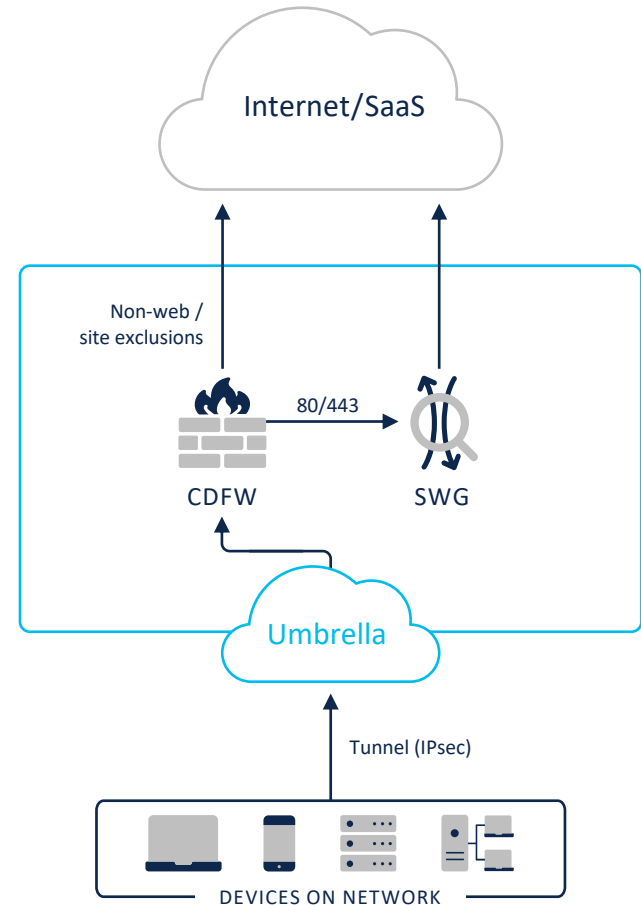 Internet/SaaS
Non-web /
site exclusions
80/443
CDFW
SWG
Umbrella
Tunnel (IPsec)
DEVICES ON NETWORK